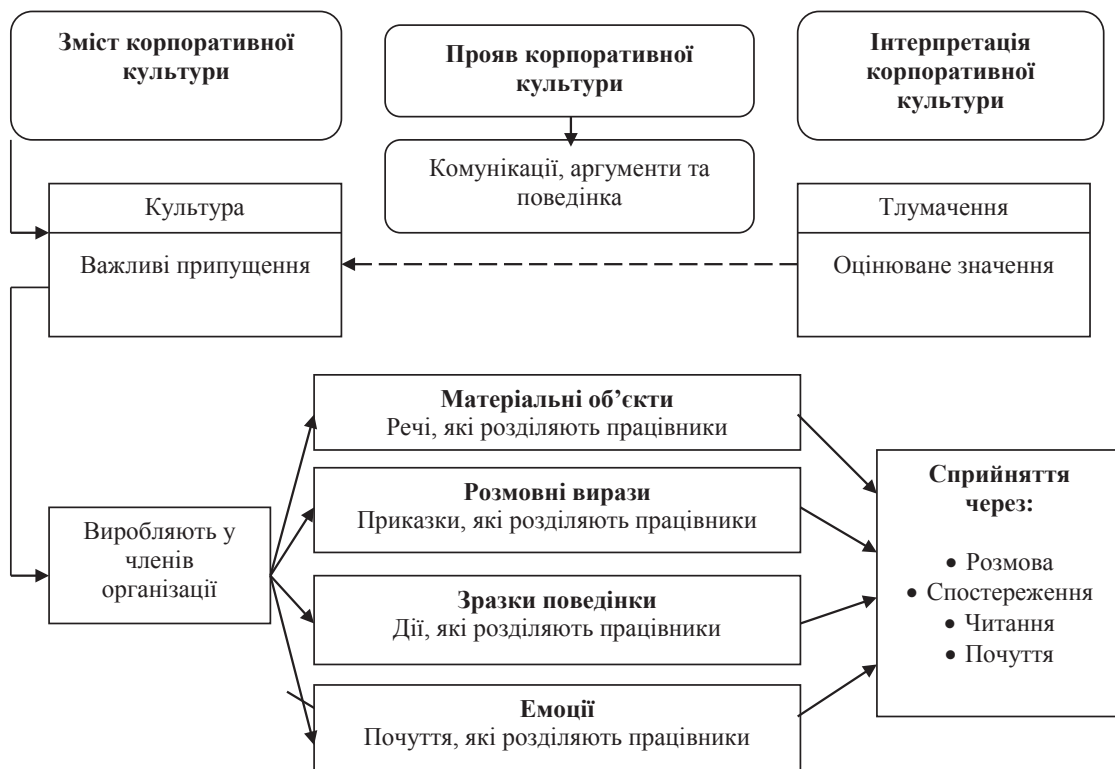 Зміст корпоративної
культури
Прояв корпоративної
культури
Інтерпретація
корпоративної
культури
Комунікації, аргументи та
поведінка
Культура
Важливі припущення
Тлумачення
Оцінюване значення
Виробляють у
членів
організації
Матеріальні об’єкти
Речі, які розділяють працівники
Розмовні вирази
Приказки, які розділяють працівники
Зразки поведінки
Дії, які розділяють працівники
Емоції
Почуття, які розділяють працівники
Сприйняття
через:
• Розмова
• Спостереження
• Читання
• Почуття